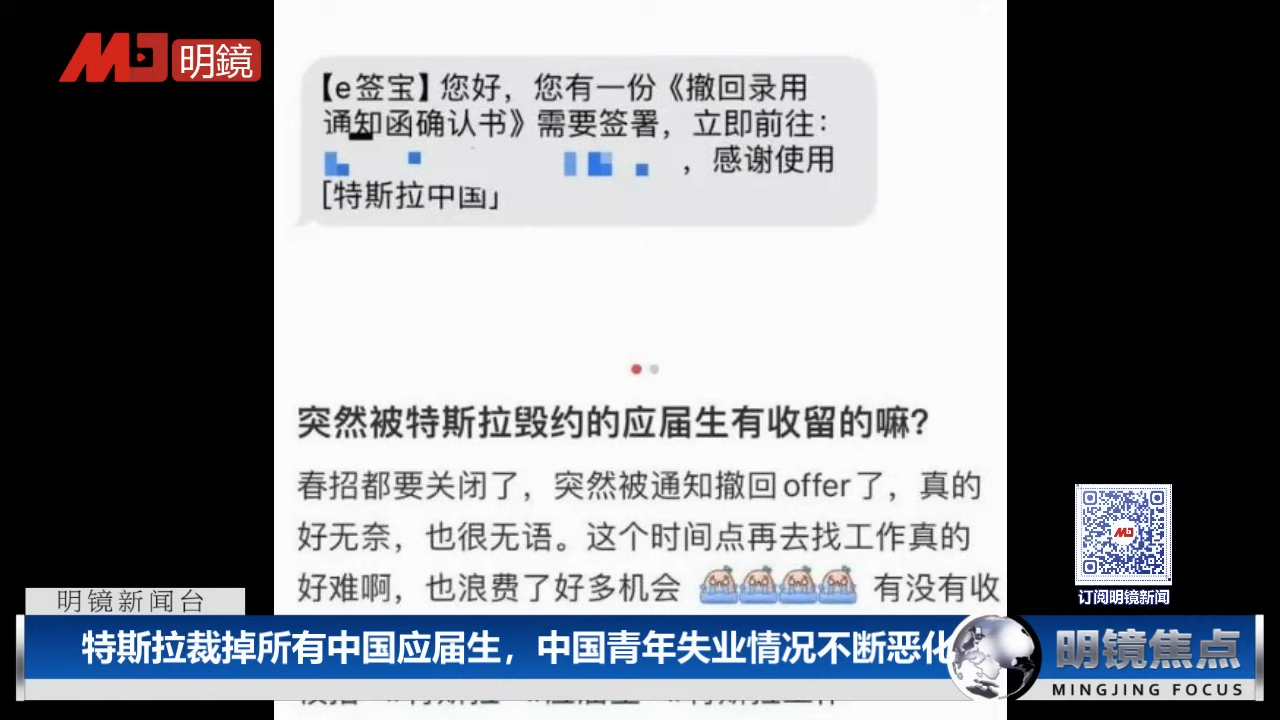 明鏡
【e签宝】您好，您有一份《撤回录用
通知函确认书》需要签署，立即前往：
，感谢使用
[特斯拉中国」
突然被特斯拉毁约的应届生有收留的嘛？
春招都要关闭了，突然被通知撤回offer了，真的
好无奈，也很无语。这个时间点再去找工作真的
好难啊，也浪费了好多机会 有没有收
订阅明镜新闻
明镜新闻台
特斯拉裁掉所有中国应届生，中国青年失业情况不断恶化
明镜焦点
MINGJING FOCUS